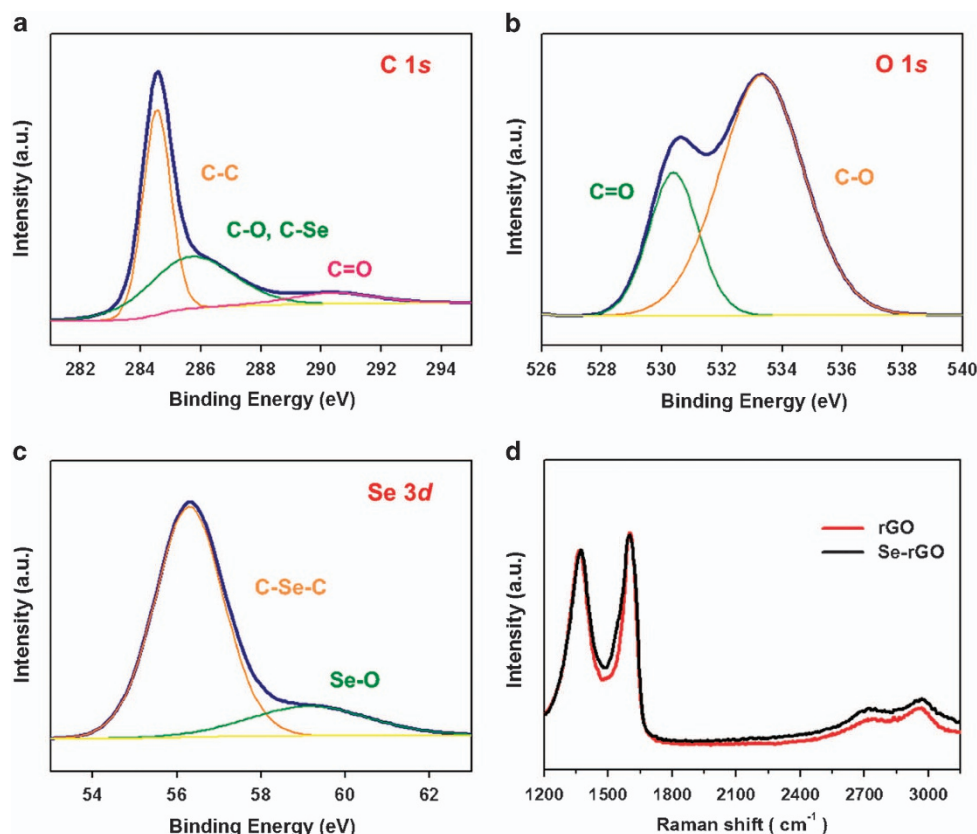 a
C 1s
C-C
C-O, C-Se
C=O
Intensity (a.u.)
282 284 286 288 290 292 294
Binding Energy (eV)
b
O 1s
C=O
C-O
Intensity (a.u.)
526 528 530 532 534 536 538 540
Binding Energy (eV)
c
Se 3d
C-Se-C
Se-O
Intensity (a.u.)
54 56 58 60 62
Binding Energy (eV)
d
rGO
Se-rGO
Intensity (a.u.)
1200 1500 1800 2100 2400 2700 3000
Raman shift ( cm⁻¹)